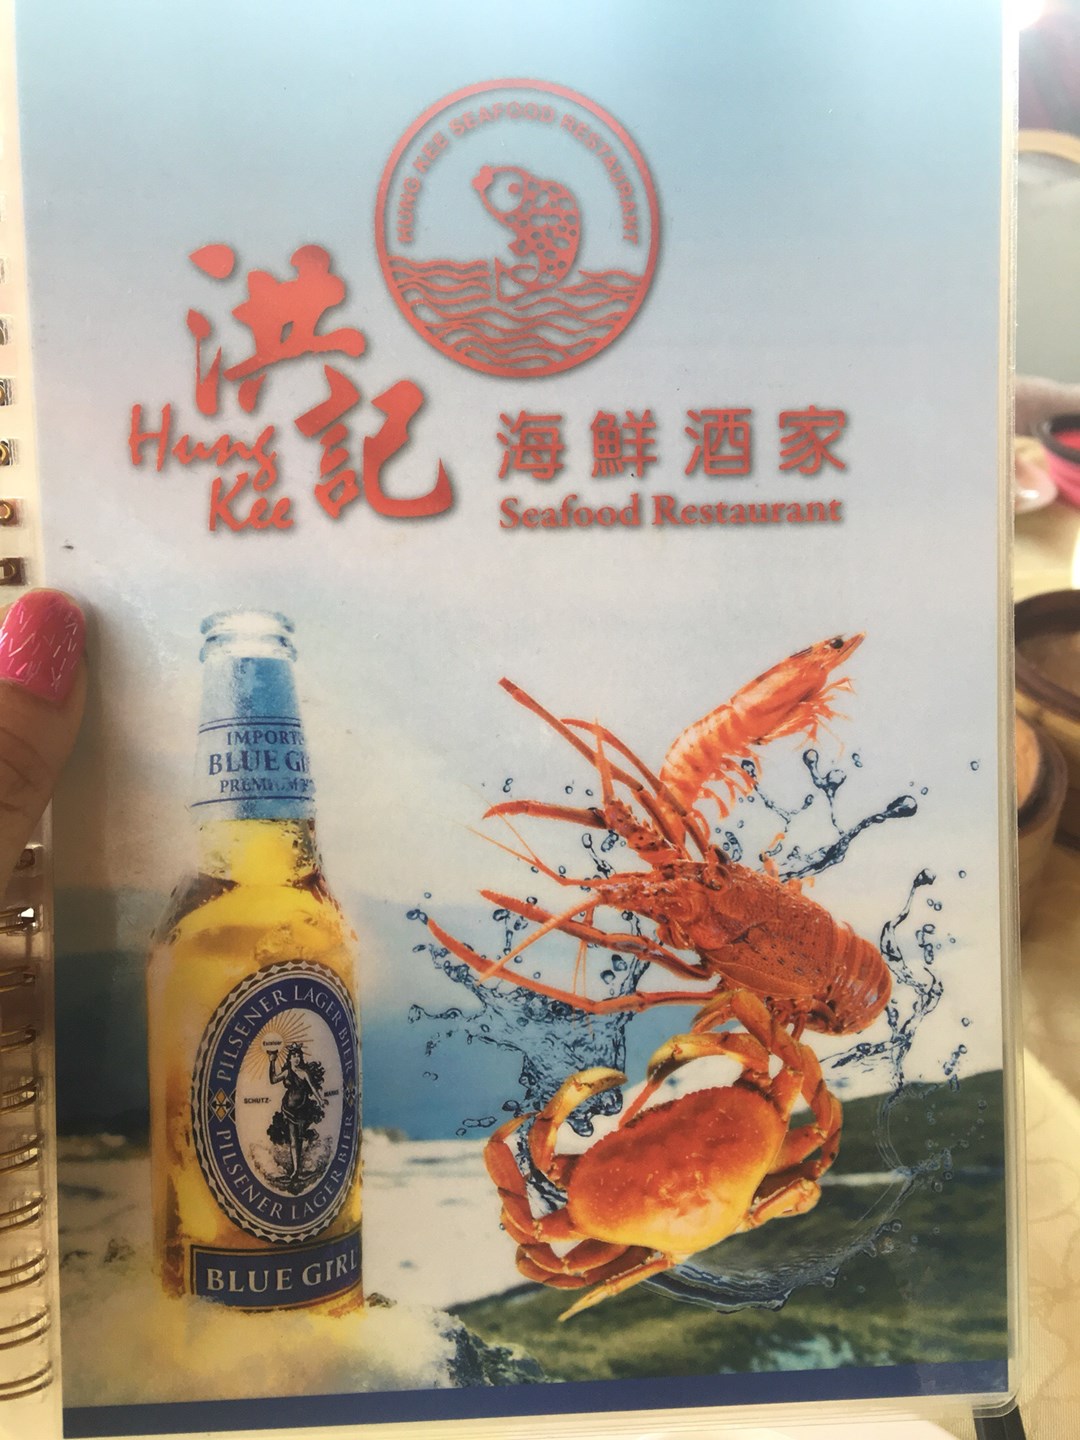 HUNG KEE SEAFOOD RESTAURANT
洪記
Hung
Kee
海鮮酒家
Seafood Restaurant
BLUE
PILSENER LAGER BIER
SCHUTZ-
PILSENER LAGER BIER
BLUE GIRL